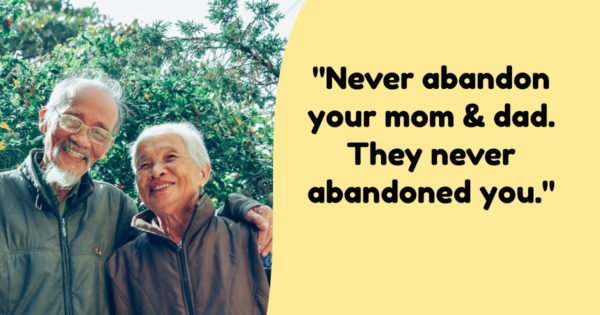 "Never abandon
your mom & dad.
They never
abandoned you."